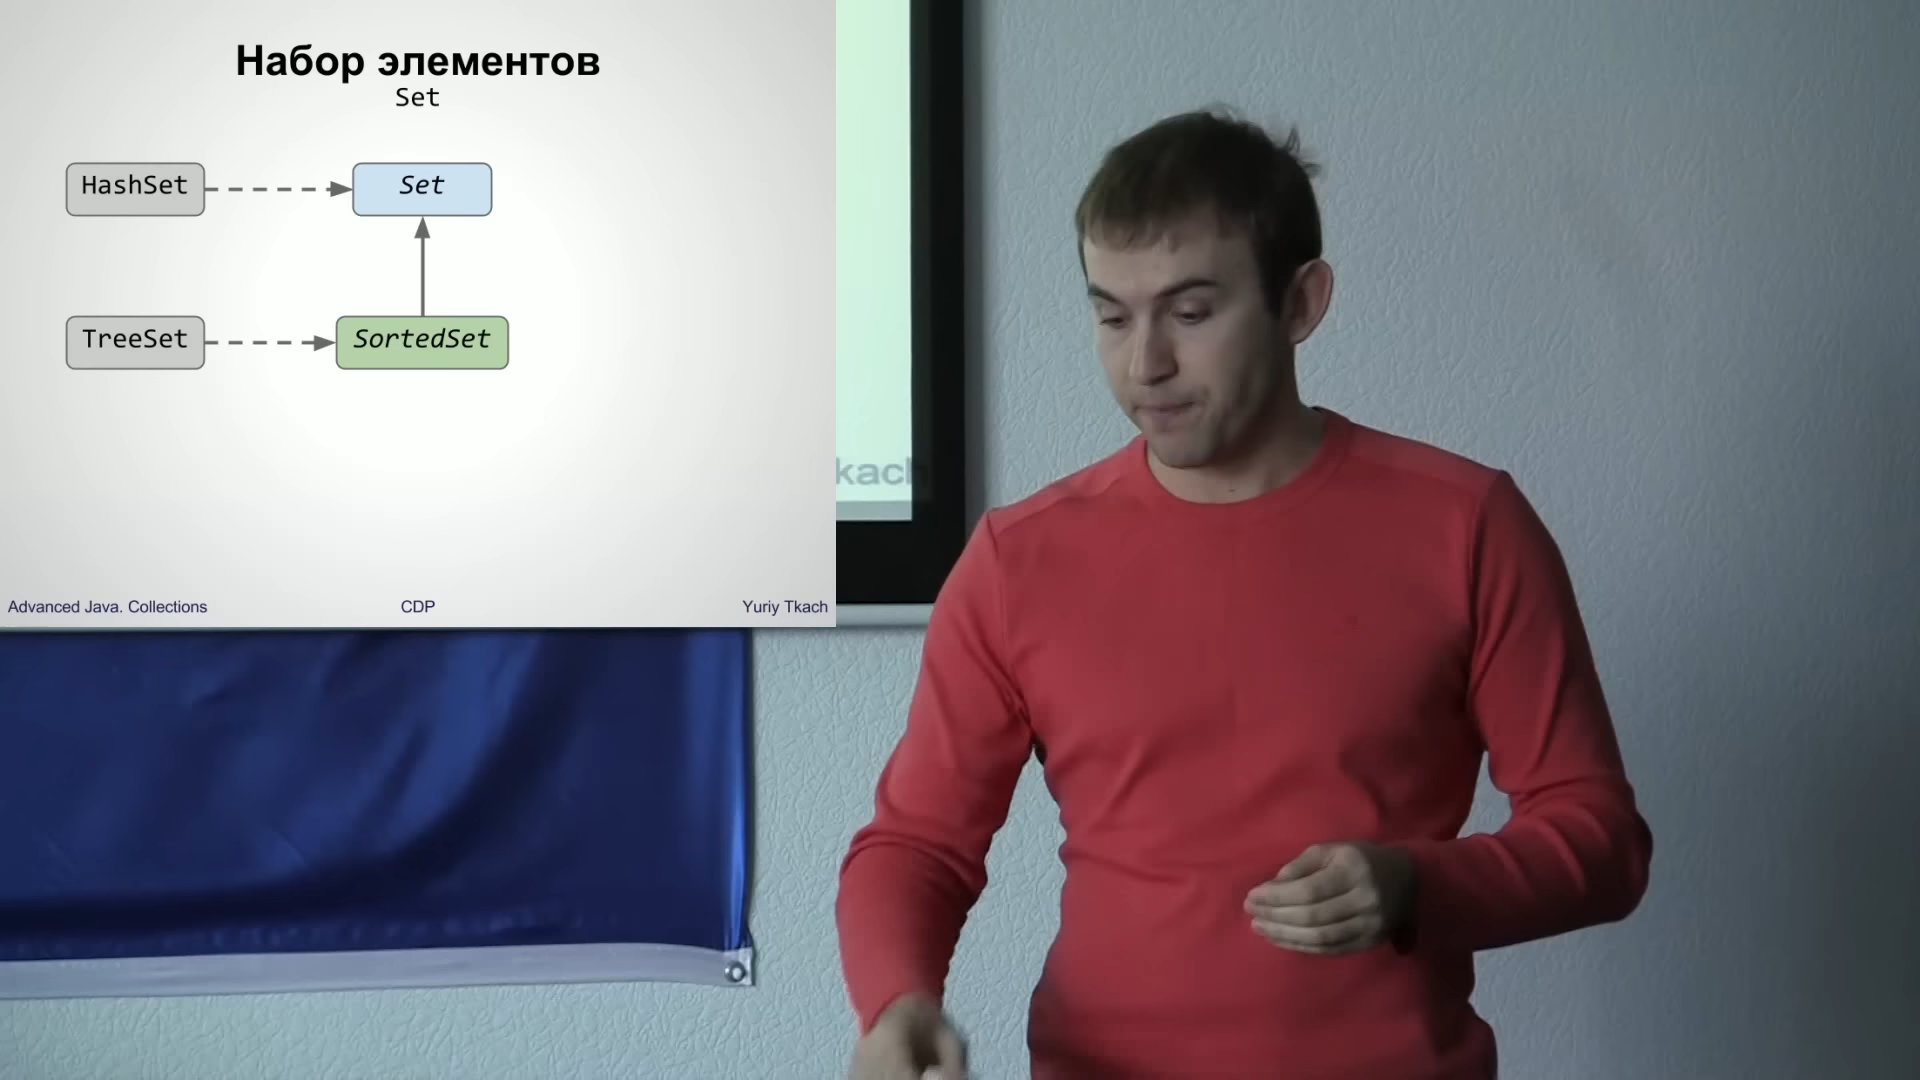 Набор элементов
Set
HashSet
Set
TreeSet
SortedSet
Advanced Java. Collections
CDP
Yuriy Tkach
kach